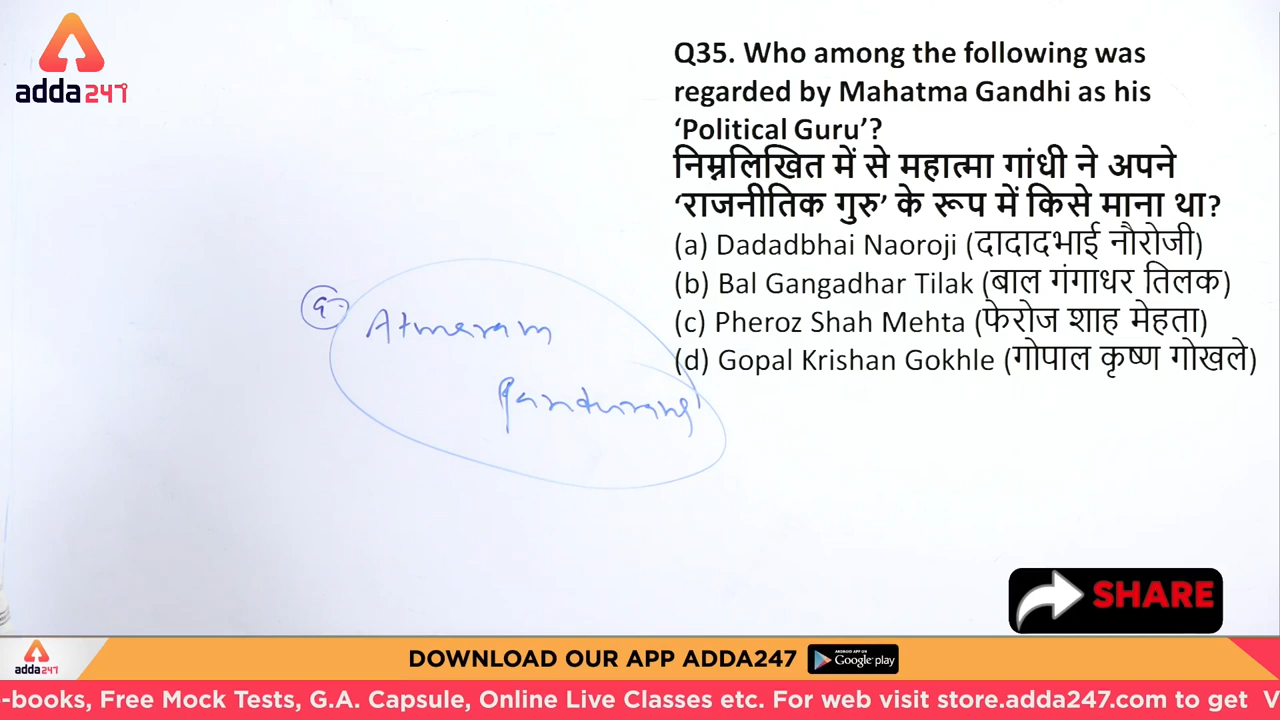 adda247
Q35. Who among the following was
regarded by Mahatma Gandhi as his
‘Political Guru’?
निम्नलिखित में से महात्मा गांधी ने अपने
‘राजनीतिक गुरु’ के रूप में किसे माना था?
(a) Dadadbhai Naoroji (दादादभाई नौरोजी)
(b) Bal Gangadhar Tilak (बाल गंगाधर तिलक)
(c) Pheroz Shah Mehta (फेरोज शाह मेहता)
(d) Gopal Krishan Gokhle (गोपाल कृष्ण गोखले)
Atmaram
Pandurang
SHARE
adda247
DOWNLOAD OUR APP ADDA247
ANDROID APP ON
Google play
-books, Free Mock Tests, G.A. Capsule, Online Live Classes etc. For web visit store.adda247.com to get V